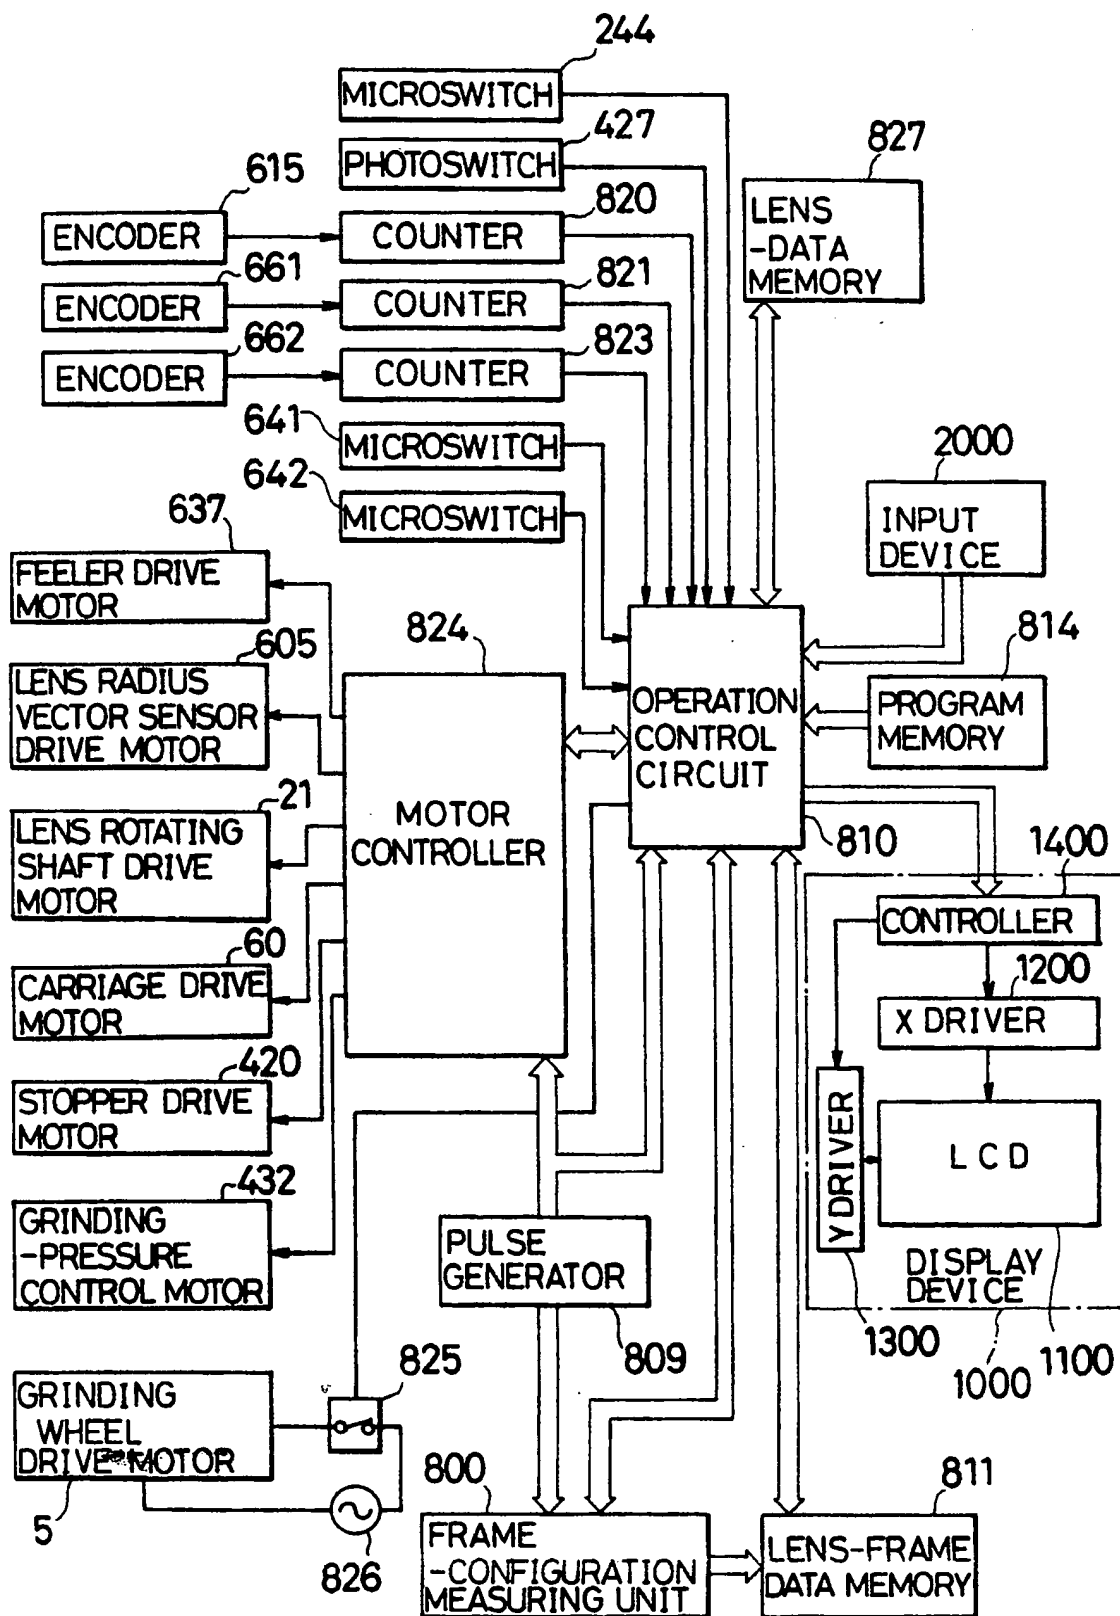 244
MICROSWITCH
427
PHOTOSWITCH
827
LENS
-DATA
MEMORY
615
ENCODER
820
COUNTER
661
ENCODER
821
COUNTER
662
ENCODER
823
COUNTER
641
MICROSWITCH
642
MICROSWITCH
2000
INPUT
DEVICE
637
FEELER DRIVE
MOTOR
824
MOTOR
CONTROLLER
OPERATION
CONTROL
CIRCUIT
810
814
PROGRAM
MEMORY
605
LENS RADIUS
VECTOR SENSOR
DRIVE MOTOR
21
LENS ROTATING
SHAFT DRIVE
MOTOR
60
CARRIAGE DRIVE
MOTOR
420
STOPPER DRIVE
MOTOR
432
GRINDING
-PRESSURE
CONTROL MOTOR
1400
CONTROLLER
1200
X DRIVER
Y DRIVER
LCD
DISPLAY
DEVICE
1300
1000
1100
PULSE
GENERATOR
809
825
GRINDING
WHEEL
DRIVE MOTOR
5
826
800
FRAME
-CONFIGURATION
MEASURING UNIT
811
LENS-FRAME
DATA MEMORY